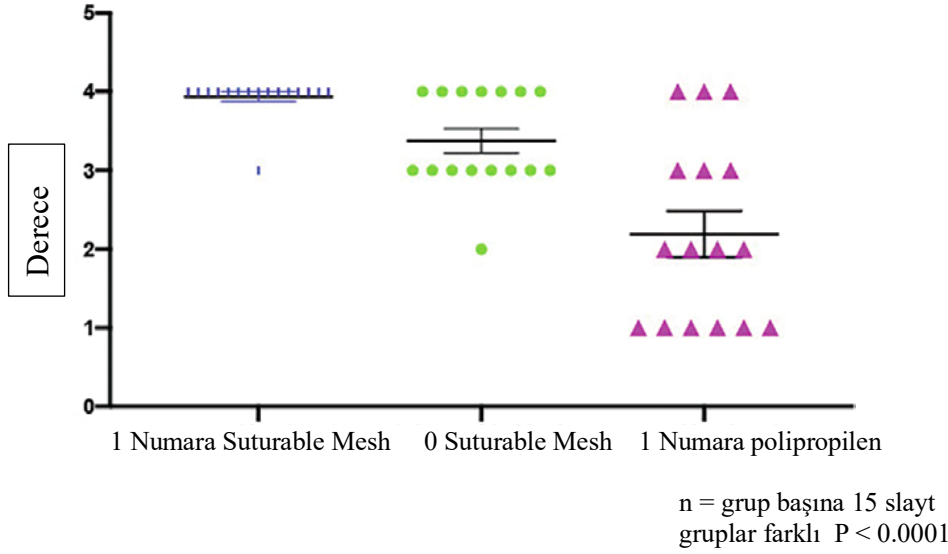 5
4
3
2
1
0
Derece
1 Numara Suturable Mesh
0 Suturable Mesh
1 Numara polipropilen
n = grup başına 15 slayt
gruplar farklı P < 0.0001